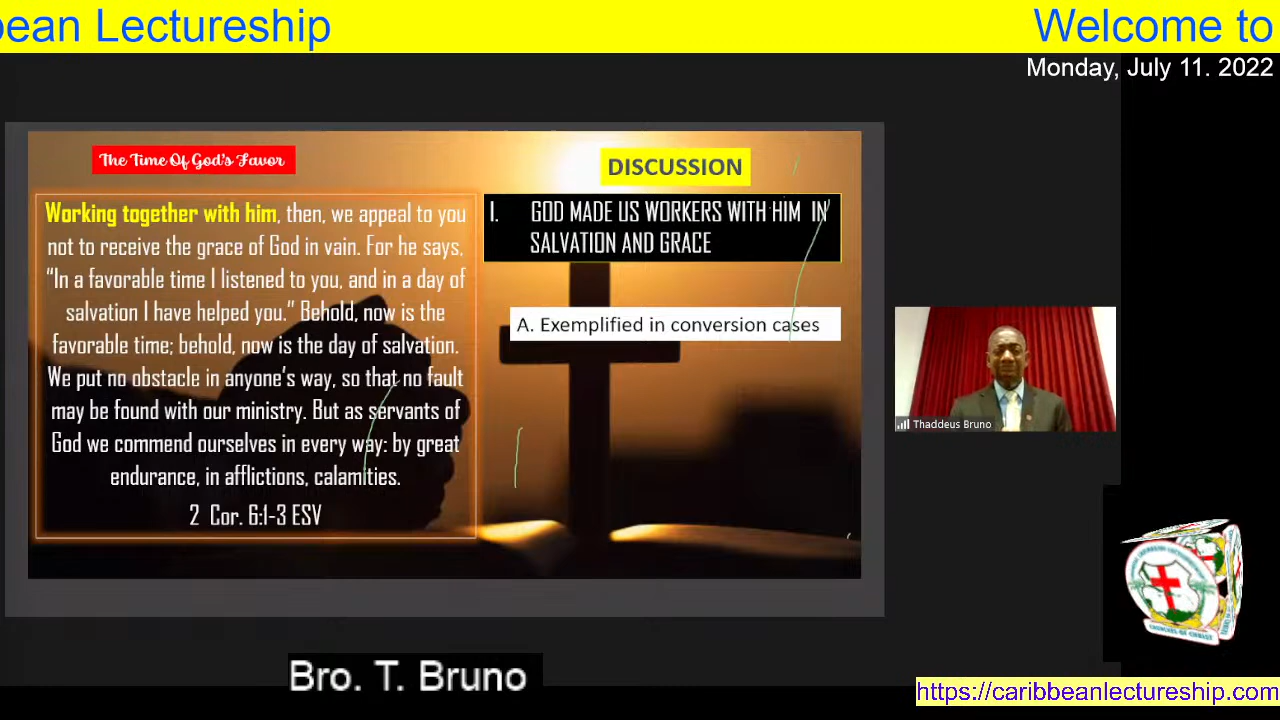 bean Lectureship
Welcome to
Monday, July 11. 2022
The Time Of God's Favor
Working together with him, then, we appeal to you
not to receive the grace of God in vain. For he says,
“In a favorable time I listened to you, and in a day of
salvation I have helped you.” Behold, now is the
favorable time; behold, now is the day of salvation.
We put no obstacle in anyone’s way, so that no fault
may be found with our ministry. But as servants of
God we commend ourselves in every way: by great
endurance, in afflictions, calamities.
2 Cor. 6:1-3 ESV
DISCUSSION
I. GOD MADE US WORKERS WITH HIM IN
SALVATION AND GRACE
A. Exemplified in conversion cases
Thaddeus Bruno
CHURCHES OF CHRIST
Bro. T. Bruno
https://caribbeanlectureship.com